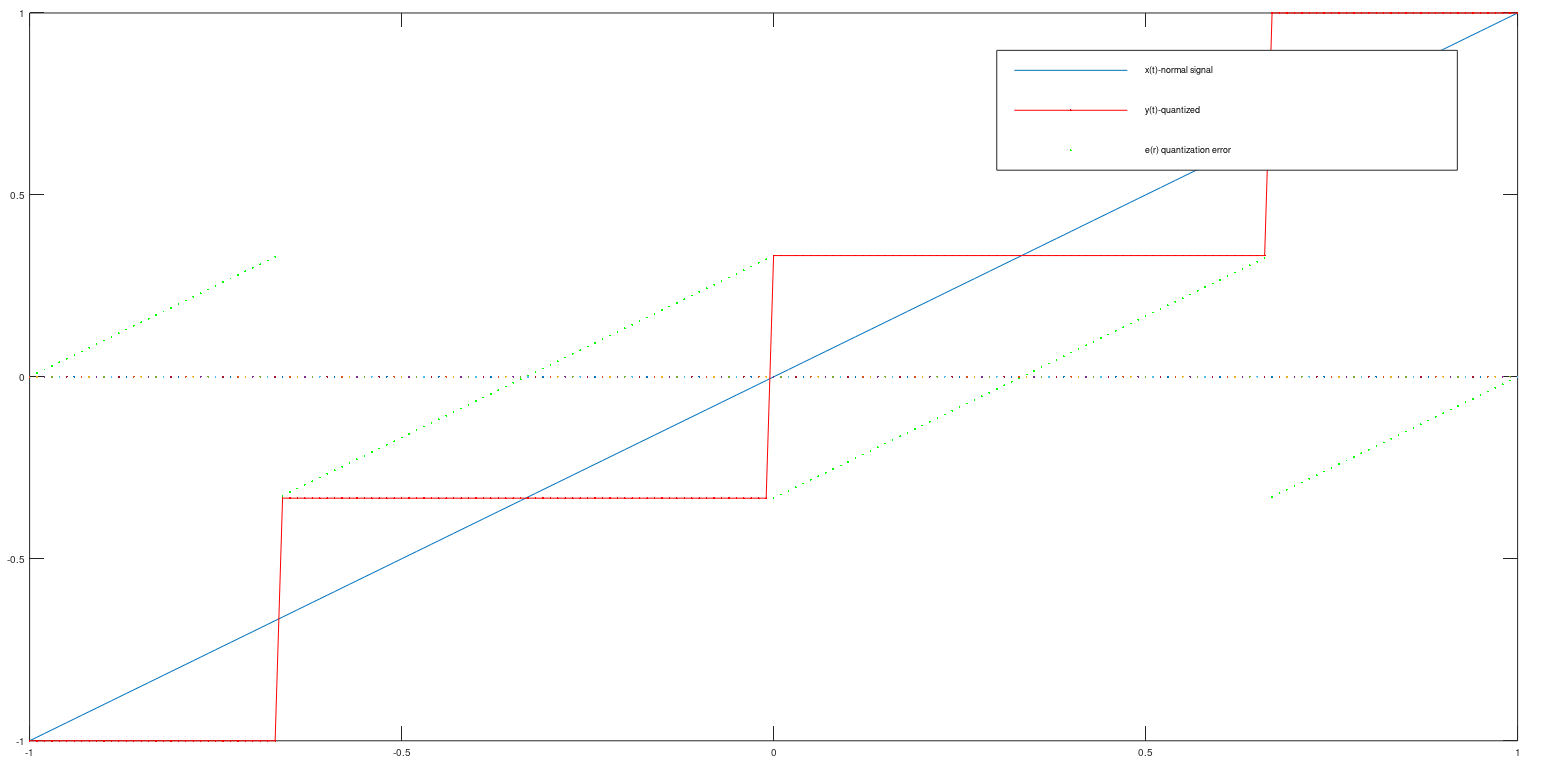 1
x(t)-normal signal
y(t)-quantized
e(r) quantization error
0.5
0
-0.5
-1
-1 -0.5 0 0.5 1